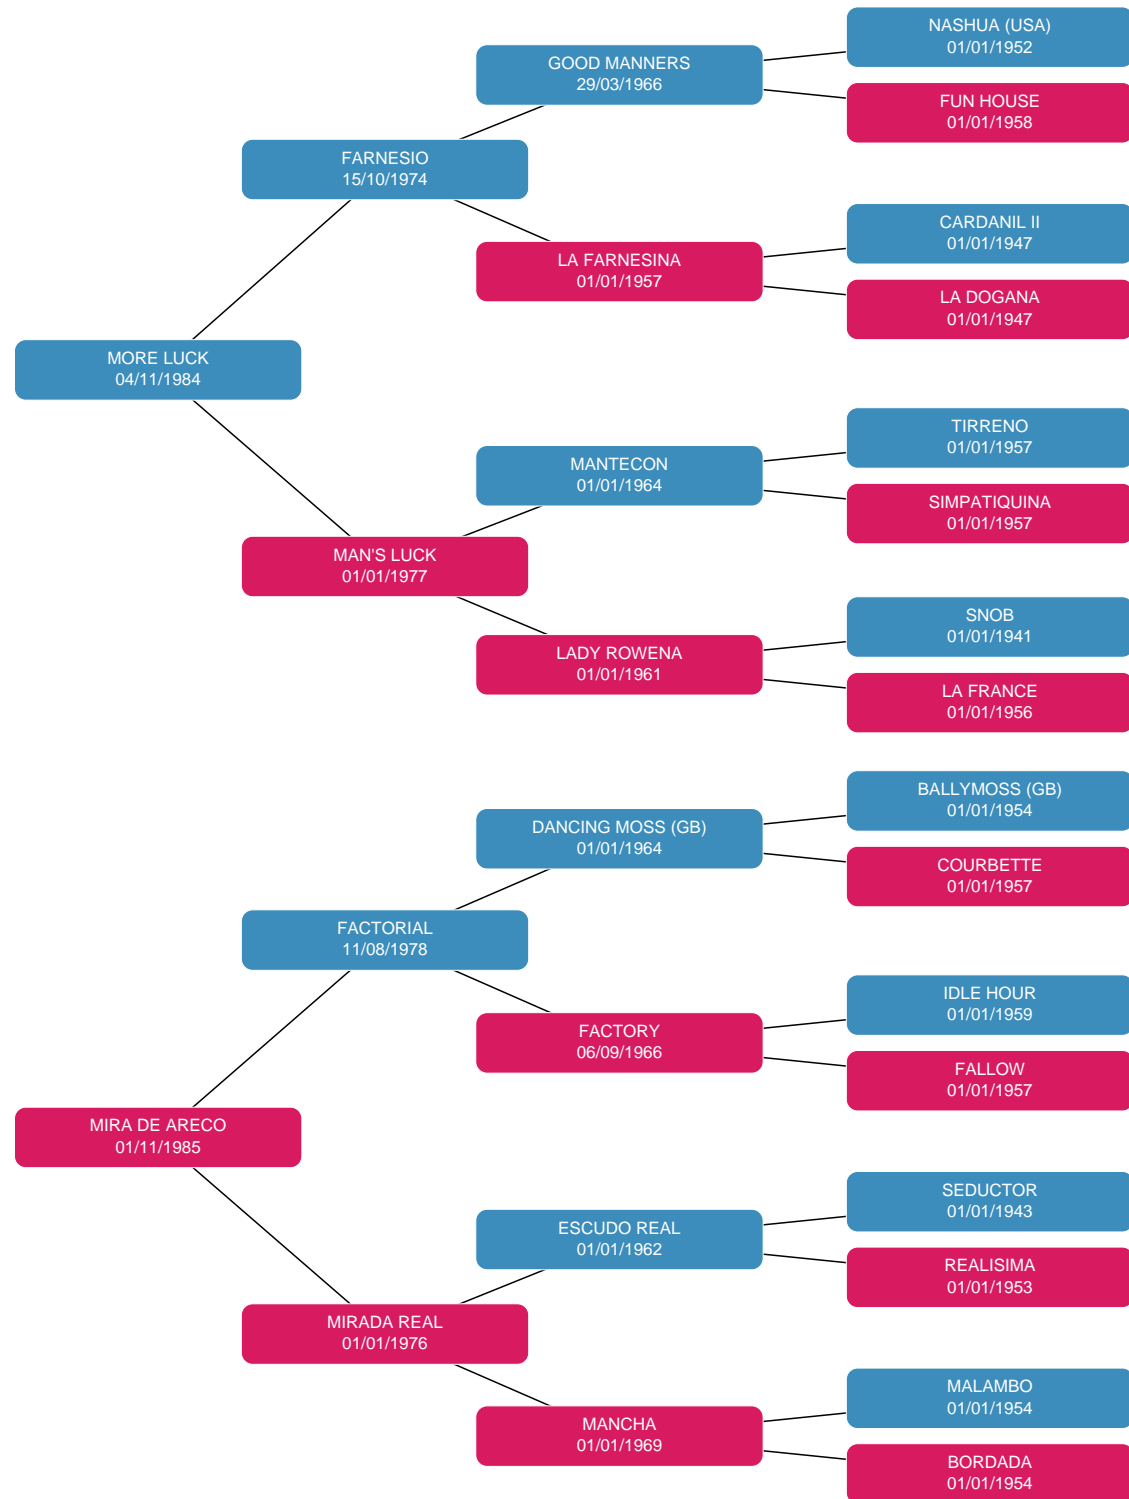 NASHUA (USA)
01/01/1952
GOOD MANNERS
29/03/1966
FUN HOUSE
01/01/1958
FARNESIO
15/10/1974
CARDANIL II
01/01/1947
LA FARNESINA
01/01/1957
LA DOGANA
01/01/1947
MORE LUCK
04/11/1984
TIRRENO
01/01/1957
MANTECON
01/01/1964
SIMPATIQUINA
01/01/1957
MAN'S LUCK
01/01/1977
SNOB
01/01/1941
LADY ROWENA
01/01/1961
LA FRANCE
01/01/1956
BALLYMOSS (GB)
01/01/1954
DANCING MOSS (GB)
01/01/1964
COURBETTE
01/01/1957
FACTORIAL
11/08/1978
IDLE HOUR
01/01/1959
FACTORY
06/09/1966
FALLOW
01/01/1957
MIRA DE ARECO
01/11/1985
SEDUCTOR
01/01/1943
ESCUDO REAL
01/01/1962
REALISIMA
01/01/1953
MIRADA REAL
01/01/1976
MALAMBO
01/01/1954
MANCHA
01/01/1969
BORDADA
01/01/1954